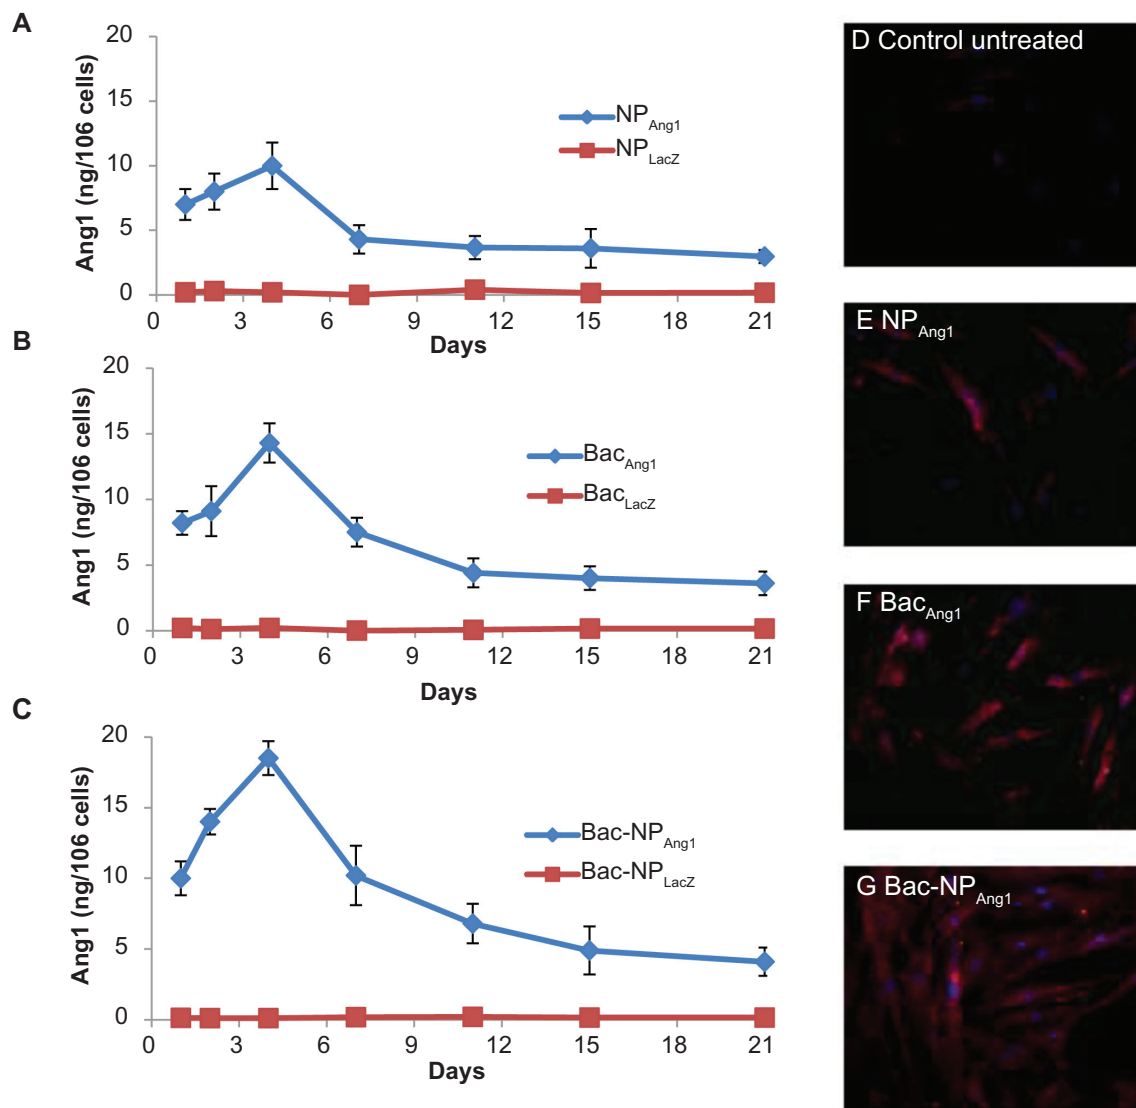 A
20
15
10
5
0
Ang1 (ng/106 cells)
NPAng1
NPLacZ
0 3 6 9 12 15 18 21
Days
B
20
15
10
5
0
Ang1 (ng/106 cells)
BacAng1
BacLacZ
0 3 6 9 12 15 18 21
Days
C
20
15
10
5
0
Ang1 (ng/106 cells)
Bac-NPAng1
Bac-NPLacZ
0 3 6 9 12 15 18 21
Days
D Control untreated
E NPAng1
F BacAng1
G Bac-NPAng1